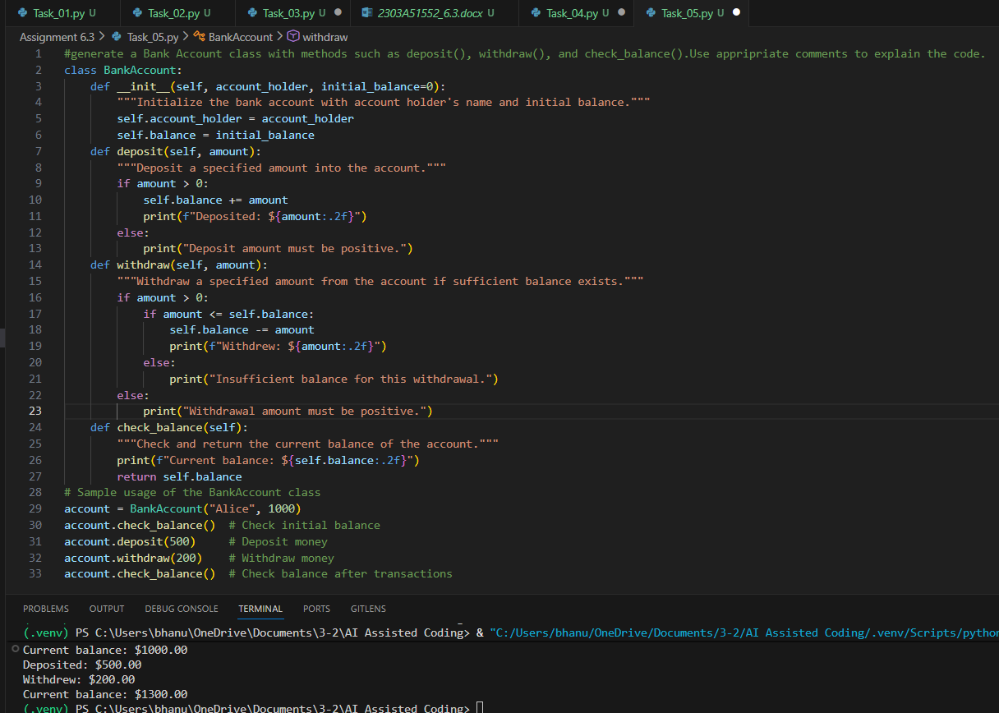 Task_01.py U
Task_02.py U
Task_03.py U
2303A51552_6.3.docx U
Task_04.py U
Task_05.py U
Assignment 6.3 > Task_05.py > BankAccount > withdraw
1 #generate a Bank Account class with methods such as deposit(), withdraw(), and check_balance().Use appripriate comments to explain the code.
2 class BankAccount:
3     def __init__(self, account_holder, initial_balance=0):
4         """Initialize the bank account with account holder's name and initial balance."""
5         self.account_holder = account_holder
6         self.balance = initial_balance
7     def deposit(self, amount):
8         """Deposit a specified amount into the account."""
9         if amount > 0:
10             self.balance += amount
11             print(f"Deposited: ${amount:.2f}")
12         else:
13             print("Deposit amount must be positive.")
14     def withdraw(self, amount):
15         """Withdraw a specified amount from the account if sufficient balance exists."""
16         if amount > 0:
17             if amount <= self.balance:
18                 self.balance -= amount
19                 print(f"Withdrew: ${amount:.2f}")
20             else:
21                 print("Insufficient balance for this withdrawal.")
22         else:
23             print("Withdrawal amount must be positive.")
24     def check_balance(self):
25         """Check and return the current balance of the account."""
26         print(f"Current balance: ${self.balance:.2f}")
27         return self.balance
28 # Sample usage of the BankAccount class
29 account = BankAccount("Alice", 1000)
30 account.check_balance()  # Check initial balance
31 account.deposit(500)     # Deposit money
32 account.withdraw(200)    # Withdraw money
33 account.check_balance()  # Check balance after transactions
PROBLEMS OUTPUT DEBUG CONSOLE TERMINAL PORTS GITLENS
(.venv) PS C:\Users\bhanu\OneDrive\Documents\3-2\AI Assisted Coding> & "C:/Users/bhanu/OneDrive/Documents/3-2/AI Assisted Coding/.venv/Scripts/python
Current balance: $1000.00
Deposited: $500.00
Withdrew: $200.00
Current balance: $1300.00
(.venv) PS C:\Users\bhanu\OneDrive\Documents\3-2\AI Assisted Coding>